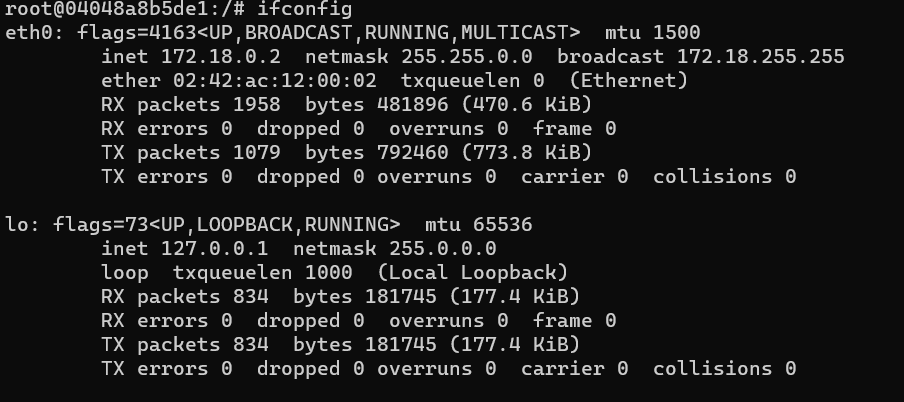 root@04048a8b5de1:/# ifconfig
eth0: flags=4163<UP,BROADCAST,RUNNING,MULTICAST>  mtu 1500
        inet 172.18.0.2  netmask 255.255.0.0  broadcast 172.18.255.255
        ether 02:42:ac:12:00:02  txqueuelen 0  (Ethernet)
        RX packets 1958  bytes 481896 (470.6 KiB)
        RX errors 0  dropped 0  overruns 0  frame 0
        TX packets 1079  bytes 792460 (773.8 KiB)
        TX errors 0  dropped 0 overruns 0  carrier 0  collisions 0

lo: flags=73<UP,LOOPBACK,RUNNING>  mtu 65536
        inet 127.0.0.1  netmask 255.0.0.0
        loop  txqueuelen 1000  (Local Loopback)
        RX packets 834  bytes 181745 (177.4 KiB)
        RX errors 0  dropped 0  overruns 0  frame 0
        TX packets 834  bytes 181745 (177.4 KiB)
        TX errors 0  dropped 0 overruns 0  carrier 0  collisions 0